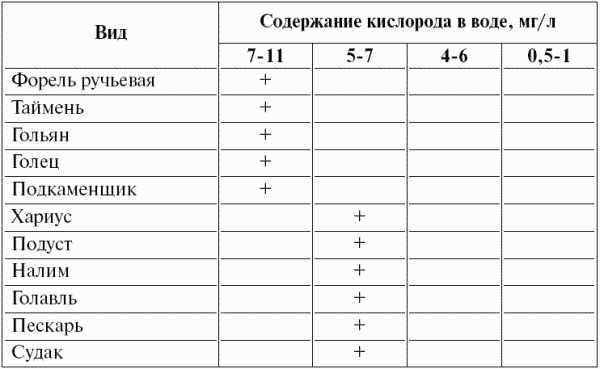 Вид
Содержание кислорода в воде, мг/л
7-11 5-7 4-6 0,5-1
Форель ручьевая +
Таймень +
Гольян +
Голец +
Подкаменщик +
Хариус +
Подуст +
Налим +
Голавль +
Пескарь +
Судак +